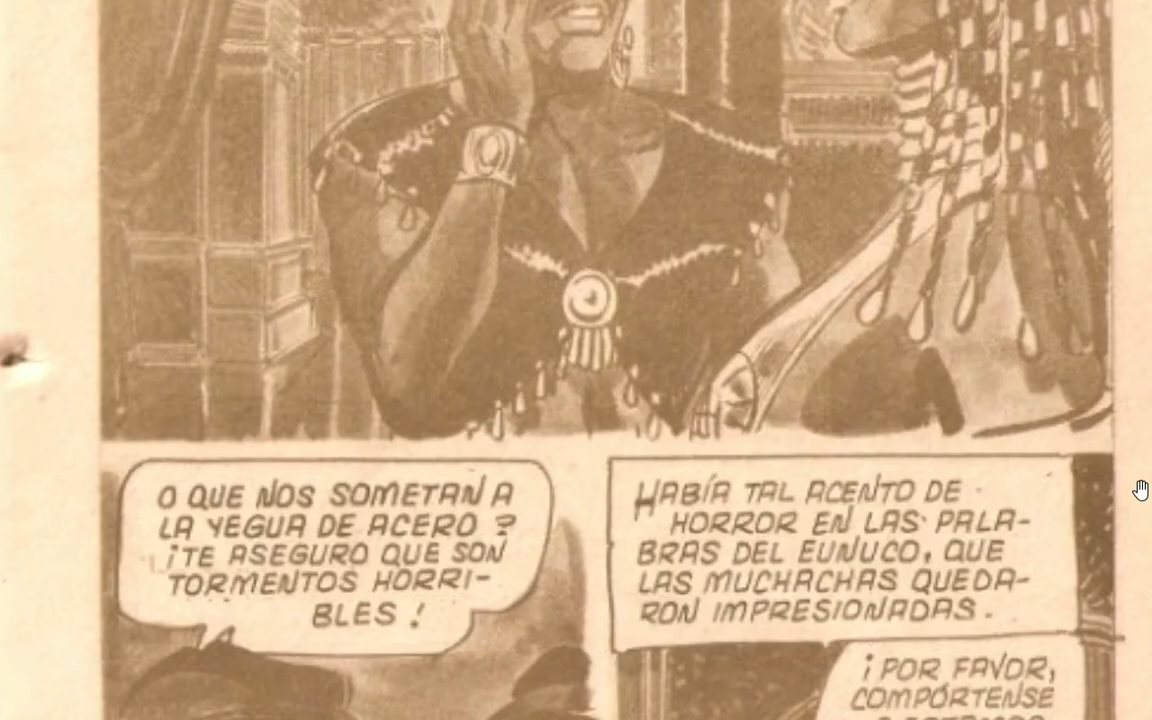 O QUE NOS SOMETAN A
LA YEGUA DE ACERO ?
¡TE ASEGURO QUE SON
TORMENTOS HORRI-
BLES !
HABÍA TAL ACENTO DE
HORROR EN LAS PALA-
BRAS DEL EUNUCO, QUE
LAS MUCHACHAS QUEDA-
RON IMPRESIONADAS.
¡POR FAVOR,
COMPÓRTENSE